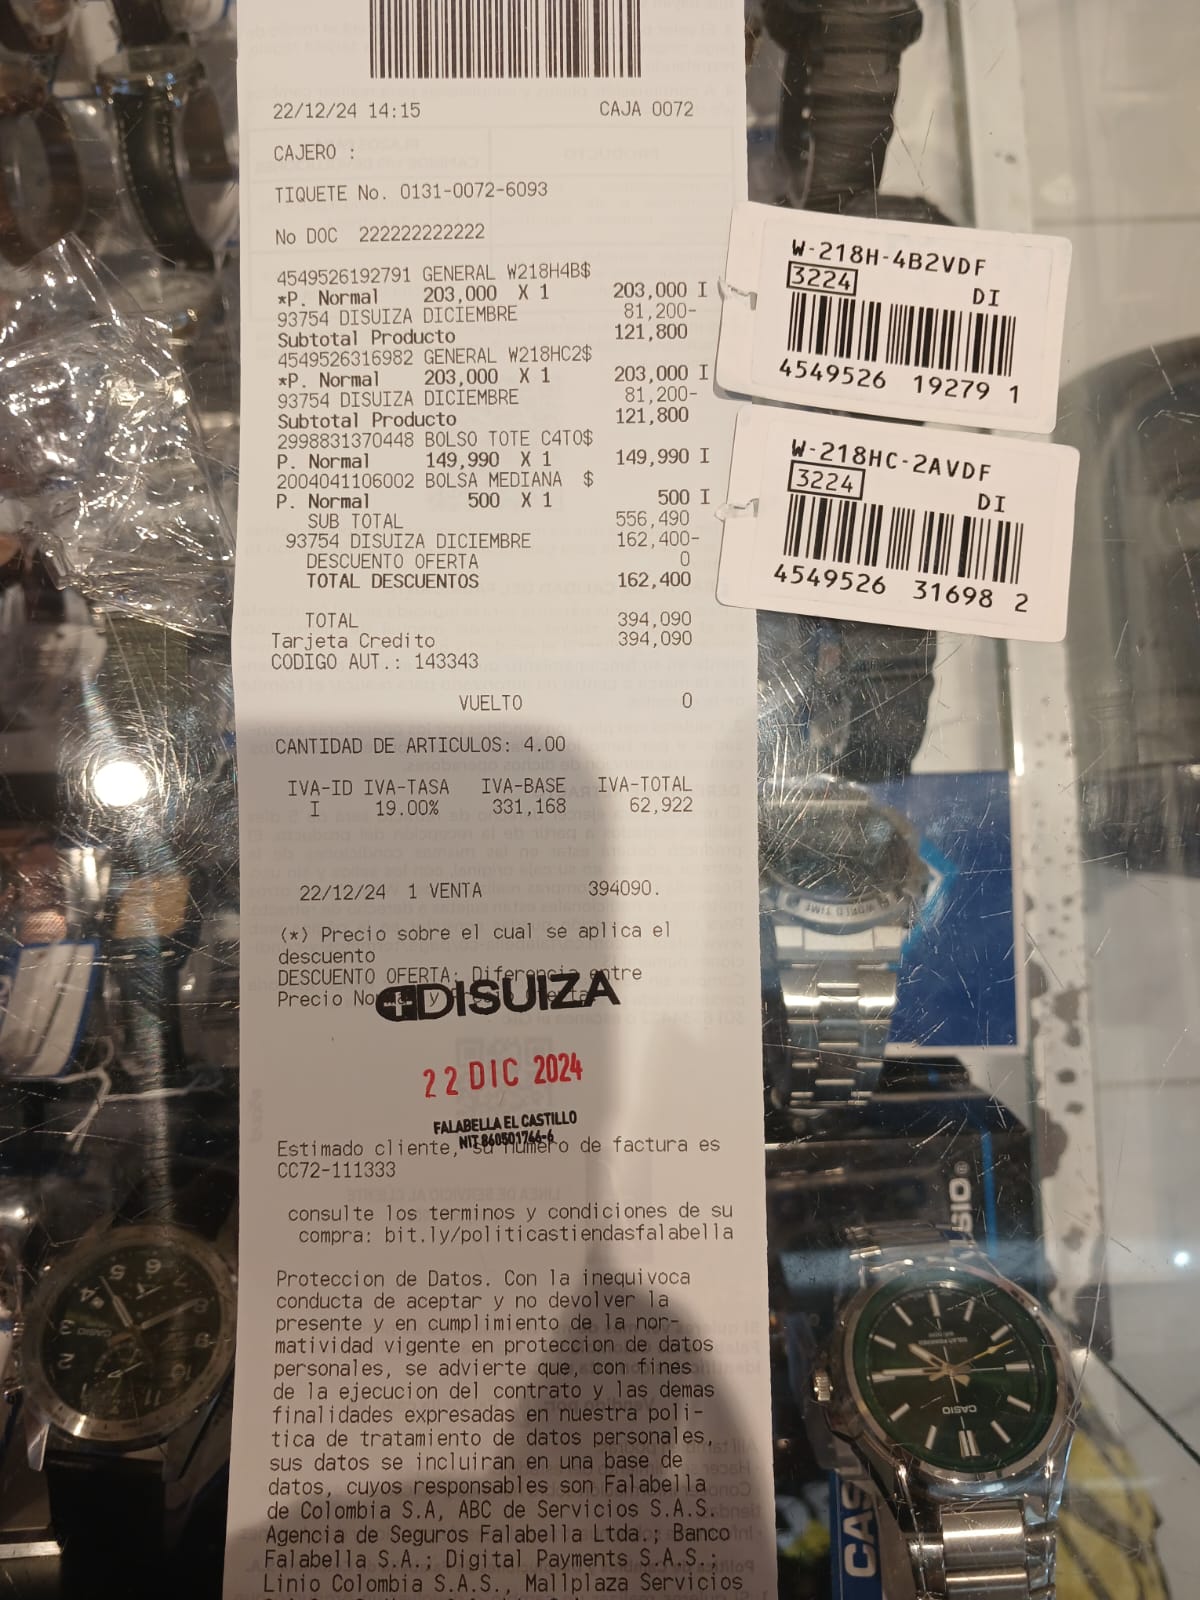 22/12/24 14:15 CAJA 0072
CAJERO :
TIQUETE No. 0131-0072-6093
No DOC 222222222222
4549526192791 GENERAL W218H4B$
*P. Normal 203,000 X 1 203,000 I
93754 DISUIZA DICIEMBRE 81,200-
Subtotal Producto 121,800
4549526316982 GENERAL W218HC2$
*P. Normal 203,000 X 1 203,000 I
93754 DISUIZA DICIEMBRE 81,200-
Subtotal Producto 121,800
2998831370448 BOLSO TOTE C4TO$
P. Normal 149,990 X 1 149,990 I
2004041106002 BOLSA MEDIANA $
P. Normal 500 X 1 500 I
SUB TOTAL 556,490
93754 DISUIZA DICIEMBRE 162,400-
DESCUENTO OFERTA 0
TOTAL DESCUENTOS 162,400
TOTAL 394,090
Tarjeta Credito 394,090
CODIGO AUT.: 143343
VUELTO 0
CANTIDAD DE ARTICULOS: 4.00
IVA-ID IVA-TASA IVA-BASE IVA-TOTAL
I 19.00% 331,168 62,922
22/12/24 1 VENTA 394090.
(*) Precio sobre el cual se aplica el
descuento
DESCUENTO OFERTA: Diferencia entre
Precio Normal y
DISUIZA
22 DIC 2024
FALABELLA EL CASTILLO
NIT 860501766-6
Estimado cliente, su numero de factura es
CC72-111333
consulte los terminos y condiciones de su
compra: bit.ly/politicastiendasfalabella
Proteccion de Datos. Con la inequivoca
conducta de aceptar y no devolver la
presente y en cumplimiento de la nor-
matividad vigente en proteccion de datos
personales, se advierte que, con fines
de la ejecucion del contrato y las demas
finalidades expresadas en nuestra poli-
tica de tratamiento de datos personales,
sus datos se incluiran en una base de
datos, cuyos responsables son Falabella
de Colombia S.A, ABC de Servicios S.A.S.
Agencia de Seguros Falabella Ltda.; Banco
Falabella S.A.; Digital Payments S.A.S.;
Linio Colombia S.A.S., Mallplaza Servicios
W-218H-4B2VDF
3224
DI
4549526 19279 1
W-218HC-2AVDF
3224
DI
4549526 31698 2
WORLD TIME
CASIO